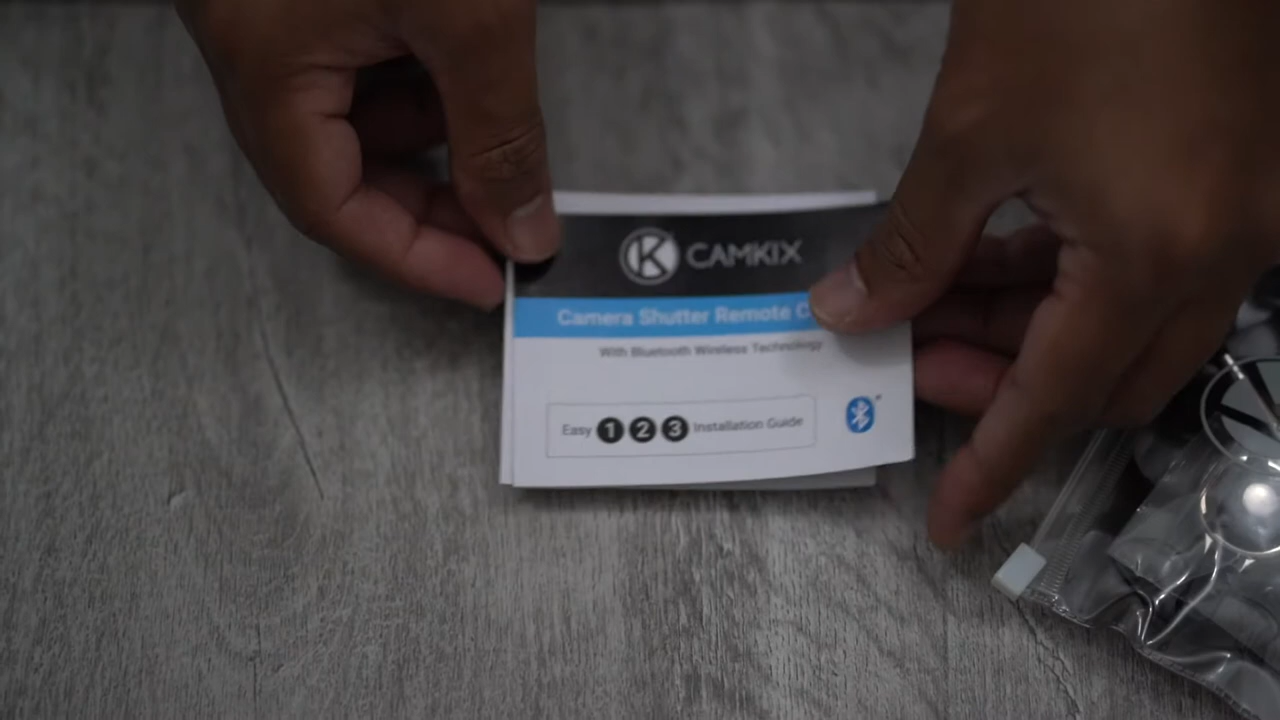 K CAMKIX
Camera Shutter Remote C
With Bluetooth Wireless Technology
Easy 1 2 3 Installation Guide